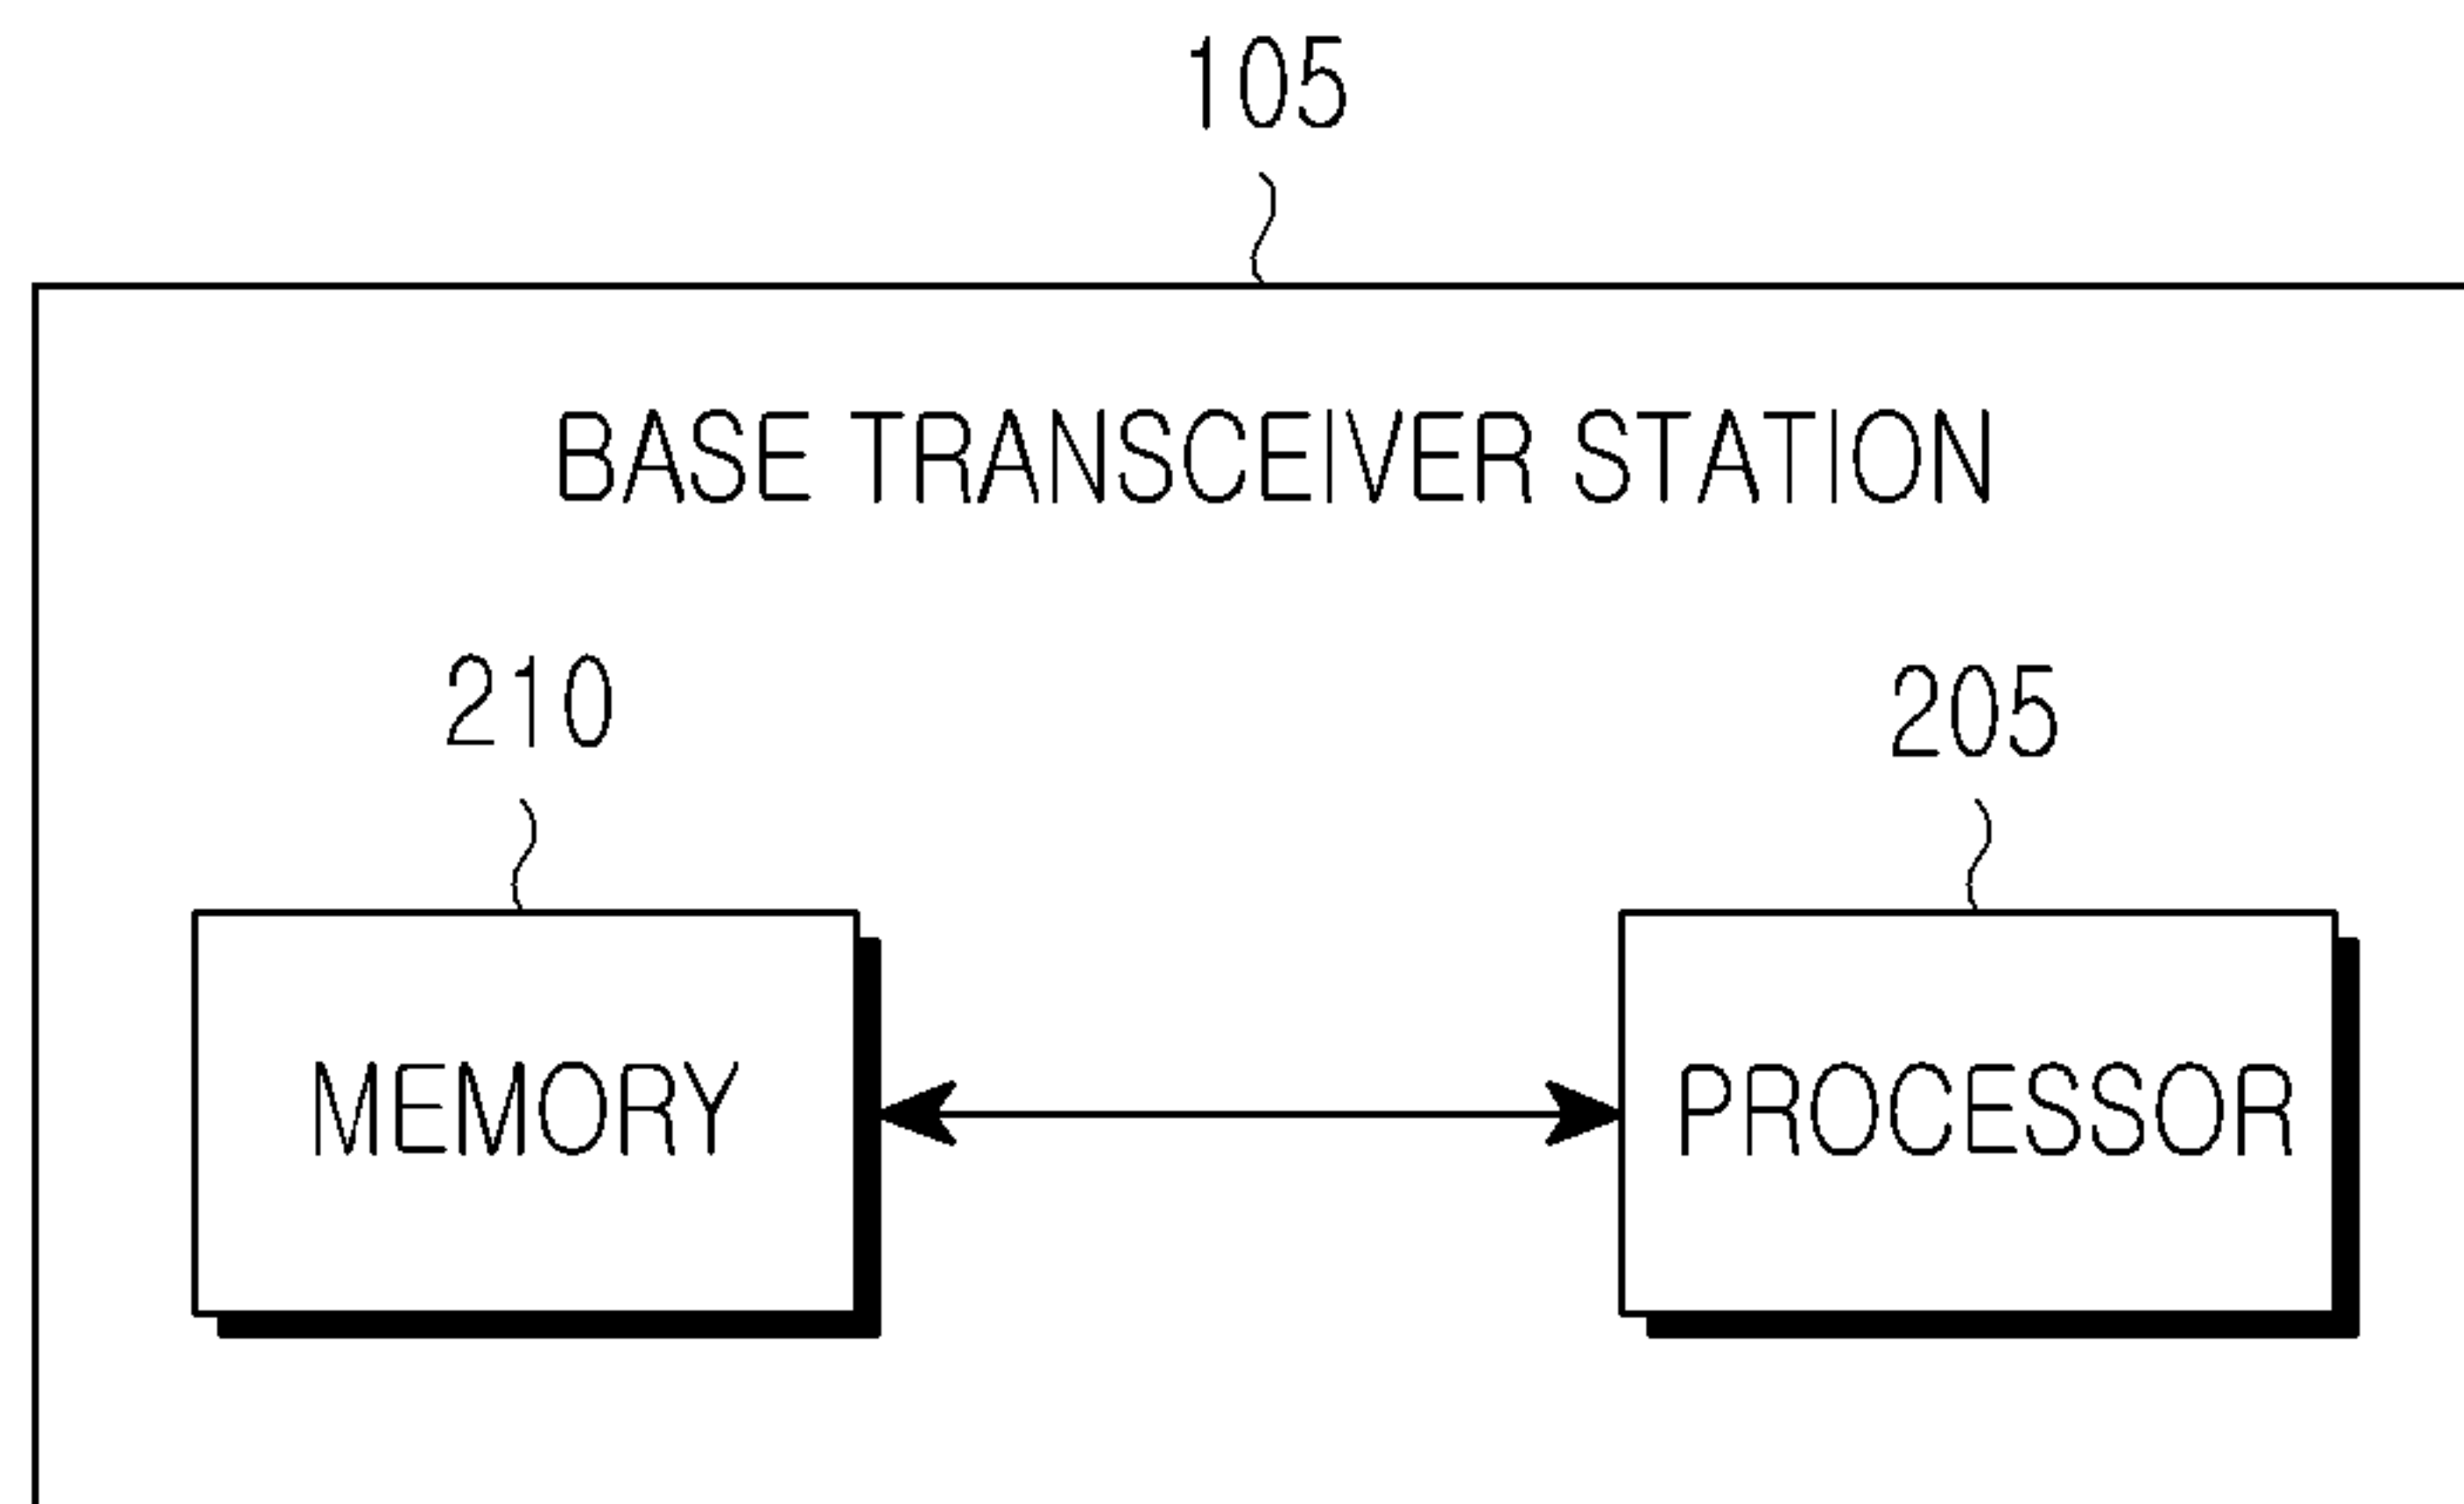 105
BASE TRANSCEIVER STATION
210
205
MEMORY
PROCESSOR